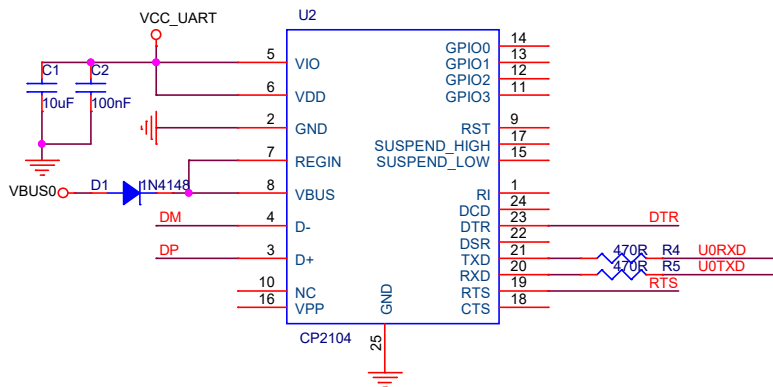 VCC_UART
U2
C1
10uF
C2
100nF
5 VIO
6 VDD
2 GND
7 REGIN
VBUS0 D1 1N4148 8 VBUS
DM 4 D-
DP 3 D+
10 NC
16 VPP
GPIO0 14
GPIO1 13
GPIO2 12
GPIO3 11
RST 9
SUSPEND_HIGH 17
SUSPEND_LOW 15
RI 1
DCD 24
DTR 23 DTR
DSR 22
TXD 21 470R R4 U0RXD
RXD 20 470R R5 U0TXD
RTS 19 RTS
CTS 18
GND
25
CP2104